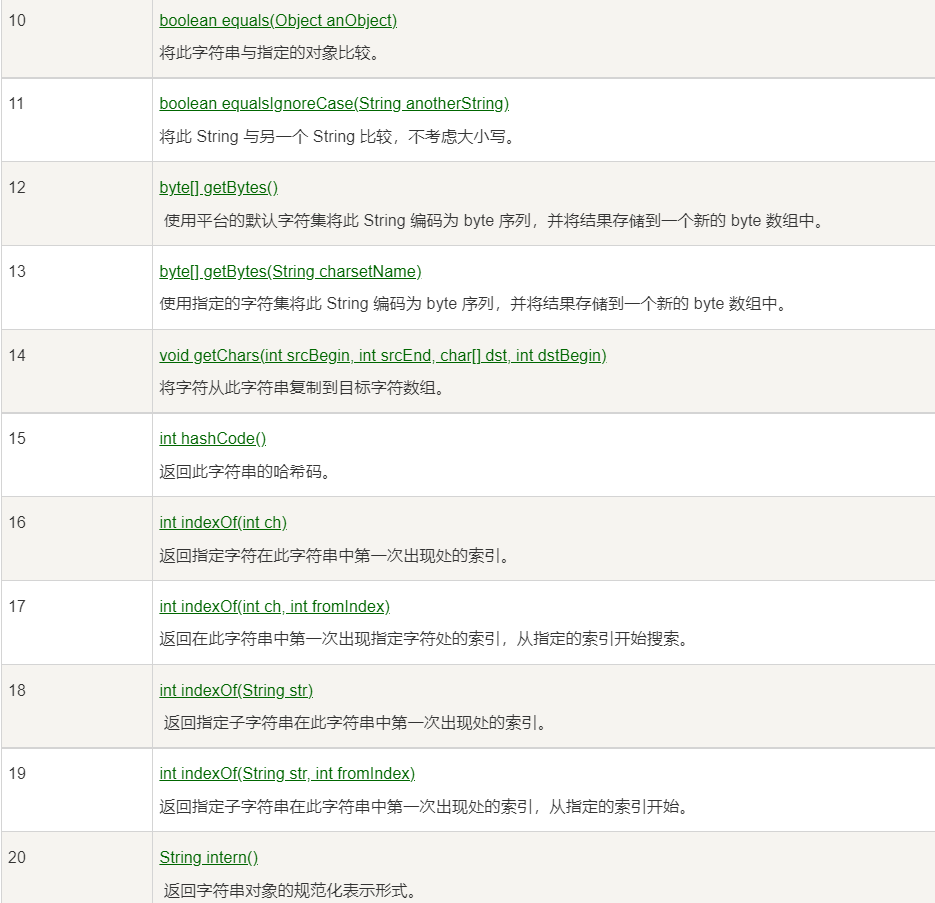 10
boolean equals(Object anObject)
将此字符串与指定的对象比较。
11
boolean equalsIgnoreCase(String anotherString)
将此 String 与另一个 String 比较，不考虑大小写。
12
byte[] getBytes()
使用平台的默认字符集将此 String 编码为 byte 序列，并将结果存储到一个新的 byte 数组中。
13
byte[] getBytes(String charsetName)
使用指定的字符集将此 String 编码为 byte 序列，并将结果存储到一个新的 byte 数组中。
14
void getChars(int srcBegin, int srcEnd, char[] dst, int dstBegin)
将字符从此字符串复制到目标字符数组。
15
int hashCode()
返回此字符串的哈希码。
16
int indexOf(int ch)
返回指定字符在此字符串中第一次出现处的索引。
17
int indexOf(int ch, int fromIndex)
返回在此字符串中第一次出现指定字符处的索引，从指定的索引开始搜索。
18
int indexOf(String str)
返回指定子字符串在此字符串中第一次出现处的索引。
19
int indexOf(String str, int fromIndex)
返回指定子字符串在此字符串中第一次出现处的索引，从指定的索引开始。
20
String intern()
返回字符串对象的规范化表示形式。